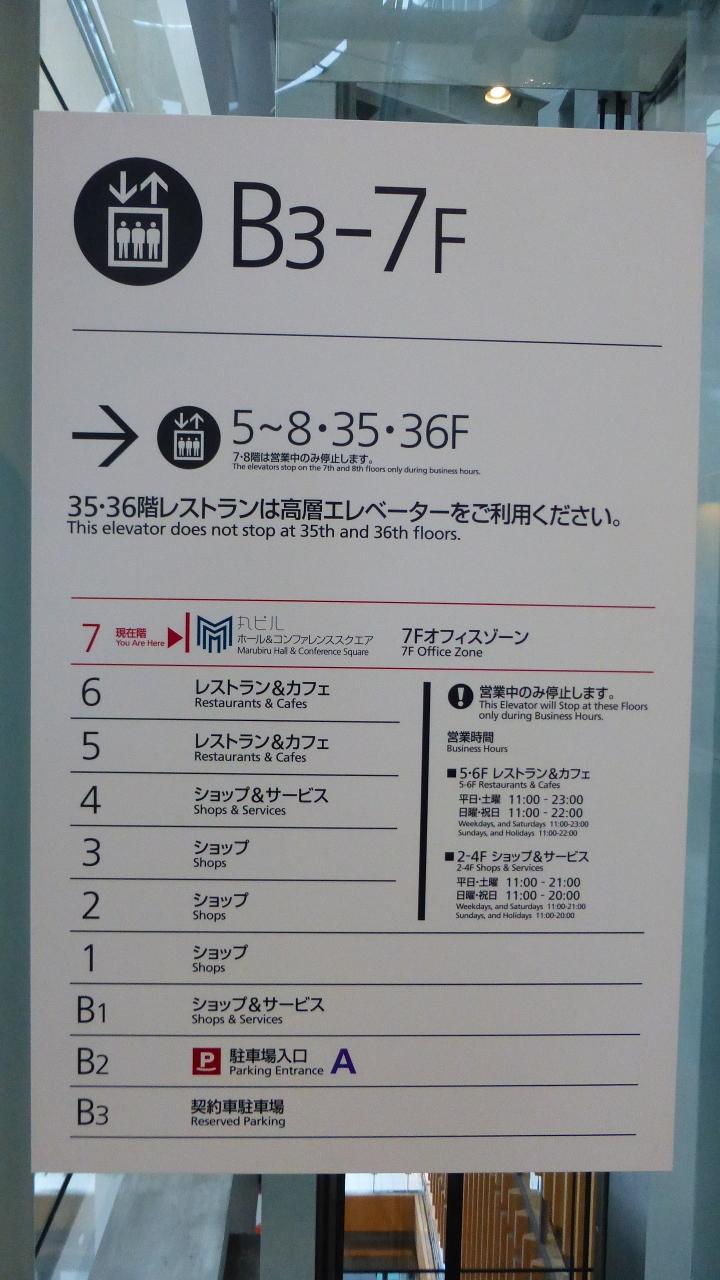 B3-7F
5~8・35・36F
7・8階は営業中のみ停止します。
The elevators stop on the 7th and 8th floors only during business hours.
35・36階レストランは高層エレベーターをご利用ください。
This elevator does not stop at 35th and 36th floors.
7 現在階 You Are Here
丸ビル
ホール&コンファレンススクエア
Marubiru Hall & Conference Square
7Fオフィスゾーン
7F Office Zone
6 レストラン&カフェ
Restaurants & Cafes
5 レストラン&カフェ
Restaurants & Cafes
4 ショップ&サービス
Shops & Services
3 ショップ
Shops
2 ショップ
Shops
! 営業中のみ停止します。
This Elevator will Stop at these Floors
only during Business Hours.
営業時間
Business Hours
■5・6F レストラン&カフェ
5-6F Restaurants & Cafes
平日・土曜 11:00 - 23:00
日曜・祝日 11:00 - 22:00
Weekdays, and Saturdays 11:00-23:00
Sundays, and Holidays 11:00-22:00
■2-4F ショップ&サービス
2-4F Shops & Services
平日・土曜 11:00 - 21:00
日曜・祝日 11:00 - 20:00
Weekdays, and Saturdays 11:00-21:00
Sundays, and Holidays 11:00-20:00
1 ショップ
Shops
B1 ショップ&サービス
Shops & Services
B2 P 駐車場入口 A
Parking Entrance
B3 契約車駐車場
Reserved Parking